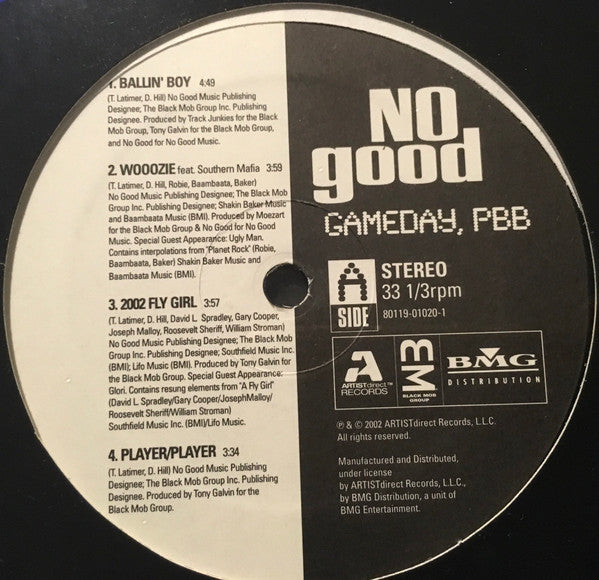 1. BALLIN' BOY 4:49
(T. Latimer, D. Hill) No Good Music Publishing
Designee; The Black Mob Group Inc. Publishing
Designee. Produced by Track Junkies for the Black
Mob Group, Tony Galvin for the Black Mob Group,
and No Good for No Good Music.
2. WOOOZIE feat. Southern Mafia 3:59
(T. Latimer, D. Hill, Robie, Baambaata, Baker)
No Good Music Publishing Designee; The Black Mob
Group Inc. Publishing Designee; Shakin Baker Music
and Baambaata Music (BMI). Produced by Moezart
for the Black Mob Group & No Good for No Good
Music. Special Guest Appearance: Ugly Man.
Contains interpolations from "Planet Rock" (Robie,
Baambaata, Baker) Shakin Baker Music and
Baambaata Music (BMI).
3. 2002 FLY GIRL 3:57
(T. Latimer, D. Hill, David L. Spradley, Gary Cooper,
Joseph Malloy, Roosevelt Sheriff, William Stroman)
No Good Music Publishing Designee; The Black Mob
Group Inc. Publishing Designee; Southfield Music Inc.
(BMI); Lifo Music (BMI). Produced by Tony Galvin for
the Black Mob Group. Special Guest Appearance:
Glori. Contains resung elements from "A Fly Girl"
(David L. Spradley/Gary Cooper/JosephMalloy/
Roosevelt Sheriff/William Stroman)
Southfield Music Inc. (BMI)/Lifo Music.
4. PLAYER/PLAYER 3:34
(T. Latimer, D. Hill) No Good Music Publishing
Designee; The Black Mob Group Inc. Publishing
Designee. Produced by Tony Galvin for the
Black Mob Group.
NO
good
GAMEDAY, PBB
A
SIDE
STEREO
33 1/3rpm
80119-01020-1
A
ARTISTdirect™
RECORDS
BM
BLACK MOB
GROUP
BMG
DISTRIBUTION
℗ & © 2002 ARTISTdirect Records, L.L.C.
All rights reserved.
Manufactured and Distributed,
under license
by ARTISTdirect Records, L.L.C.,
by BMG Distribution, a unit of
BMG Entertainment.